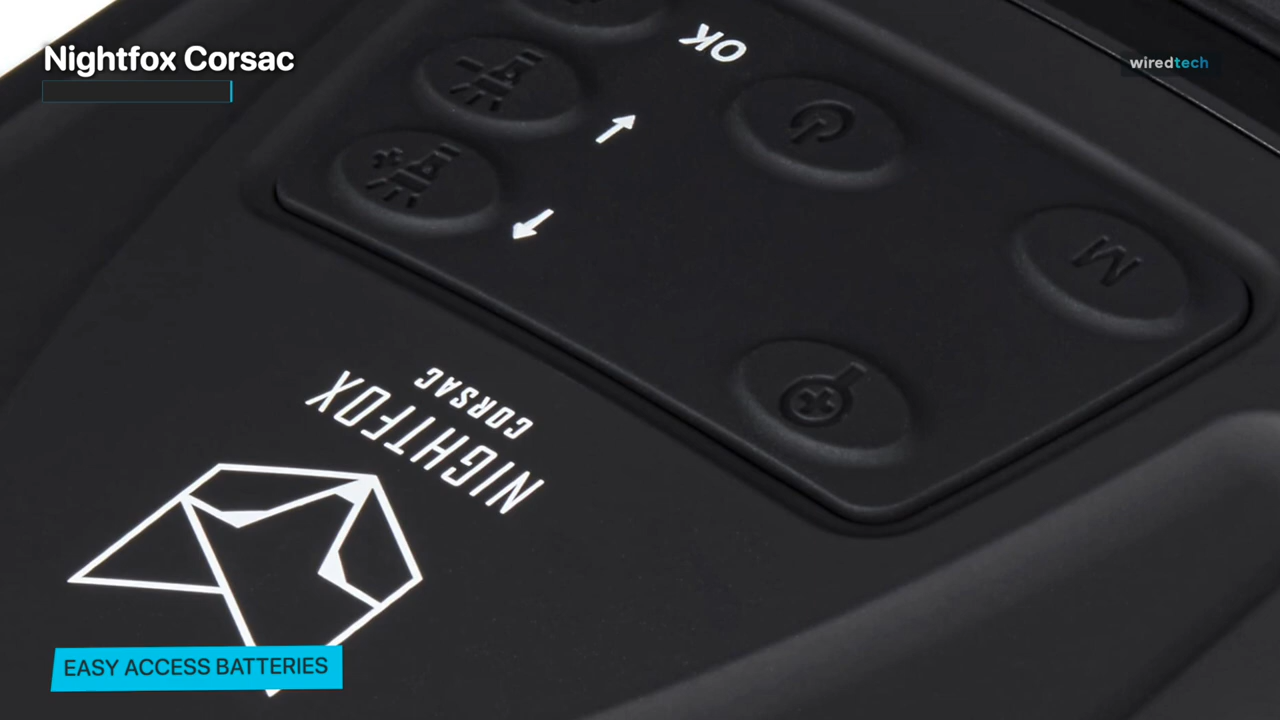 Nightfox Corsac
wiredtech
OK
M
NIGHTFOX
CORSAC
EASY ACCESS BATTERIES